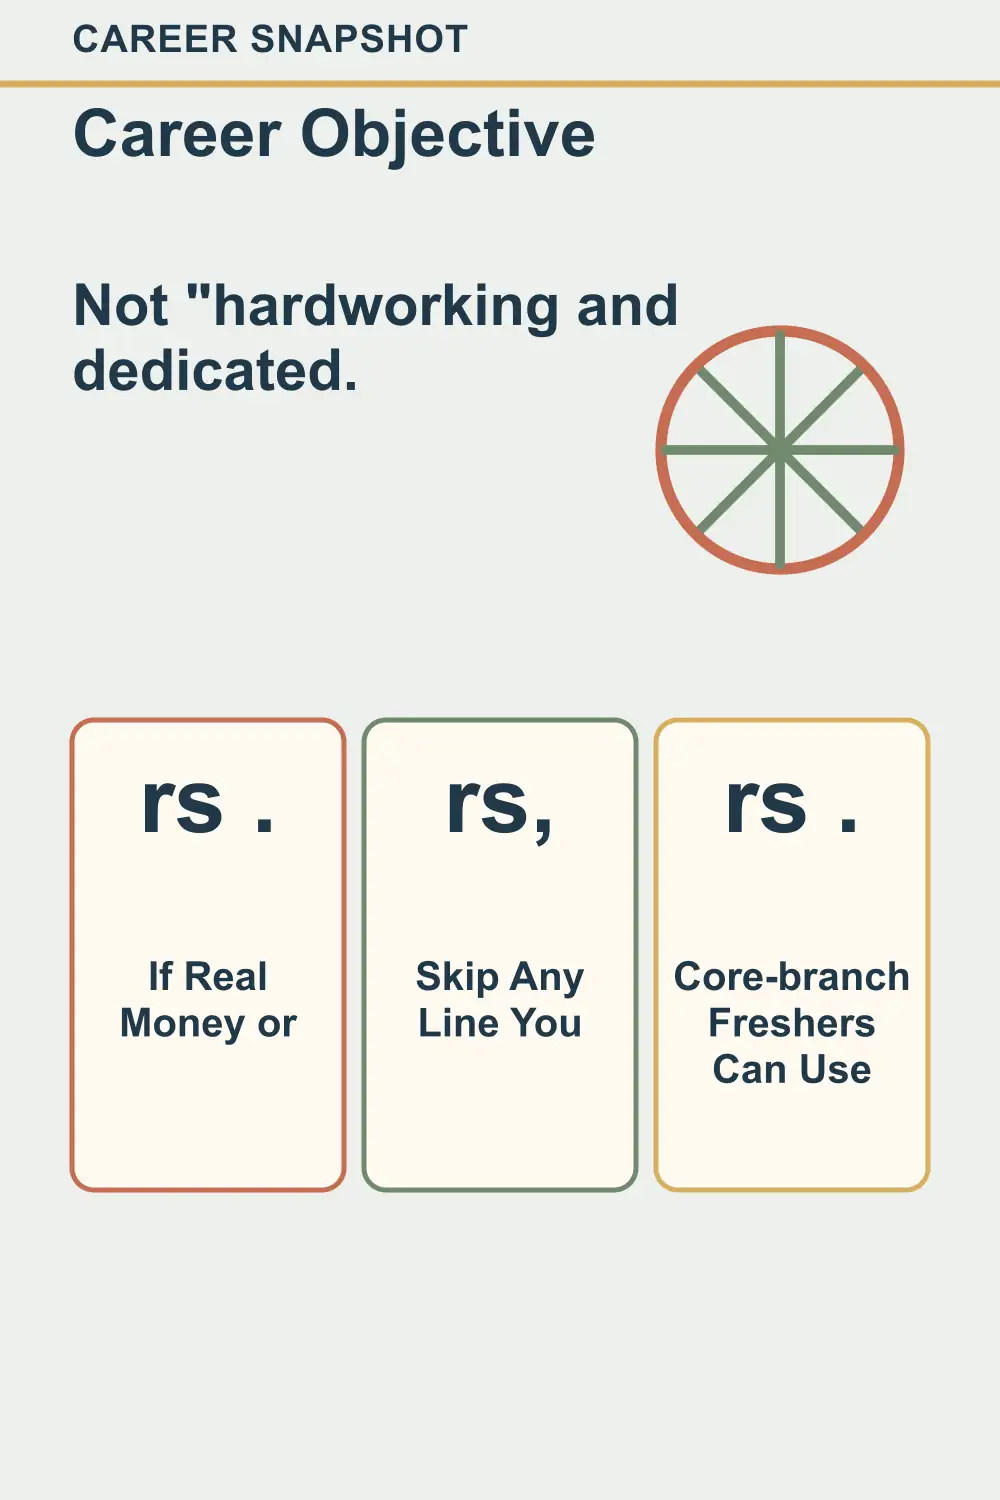 CAREER SNAPSHOT
Career Objective
Not "hardworking and
dedicated.
rs .
If Real
Money or
rs,
Skip Any
Line You
rs .
Core-branch
Freshers
Can Use